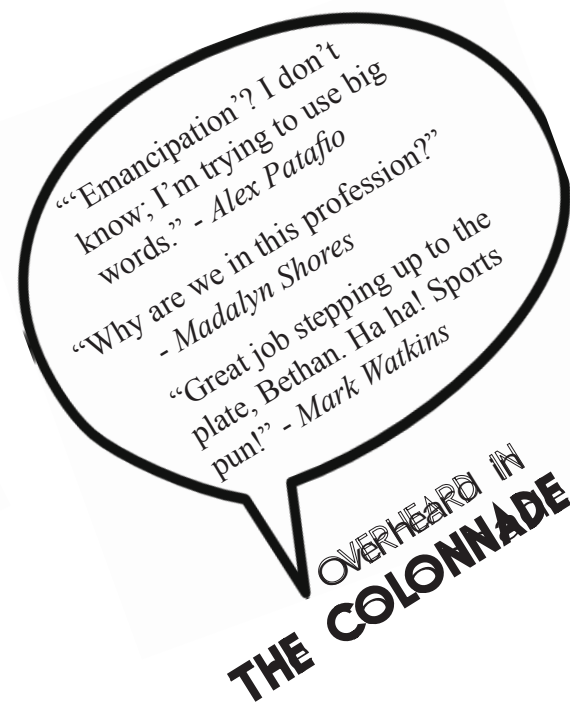 “‘Emancipation’? I don’t
know; I’m trying to use big
words.” - Alex Patafio
“Why are we in this profession?”
- Madalyn Shores
“Great job stepping up to the
plate, Bethan. Ha ha! Sports
pun!” - Mark Watkins
OVERHEARD IN
THE COLONNADE